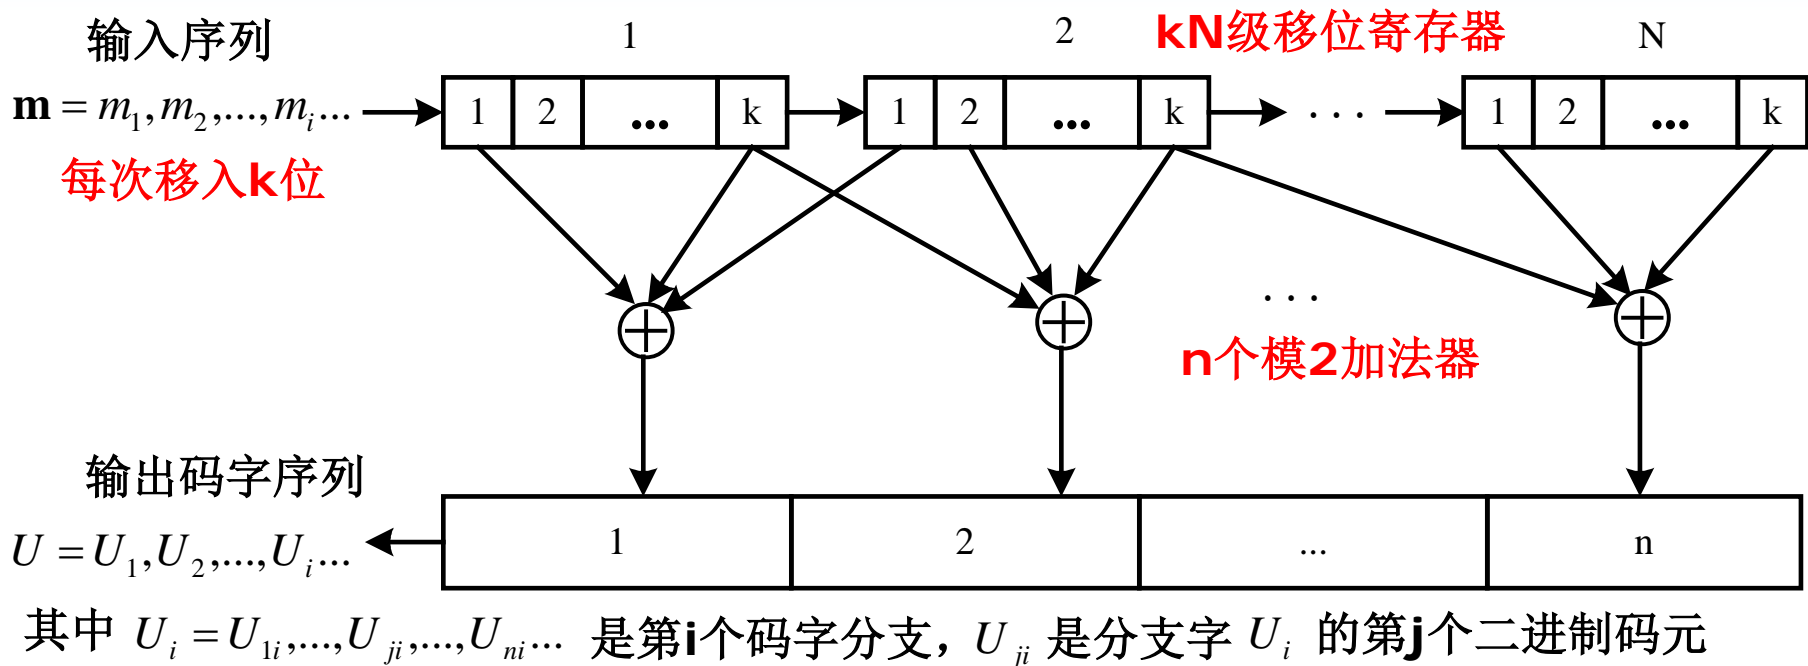 输入序列
1
2
kN级移位寄存器
N
m = m₁,m₂,...,mᵢ...
1 2 ... k
1 2 ... k
...
1 2 ... k
每次移入k位
...
n个模2加法器
输出码字序列
U = U₁,U₂,...,Uᵢ...
1 2 ... n
其中 Uᵢ = U₁ᵢ,...,Uⱼᵢ,...,Uₙᵢ... 是第i个码字分支，Uⱼᵢ 是分支字 Uᵢ 的第j个二进制码元